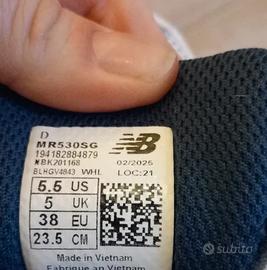 D
MR530SG
194182884879
NBK201168
02/2025
BLHGV4843 WHL
LOC:21
5.5 US
5 UK
38 EU
23.5 CM
Made in Vietnam
Fabriqué au Vietnam
subito